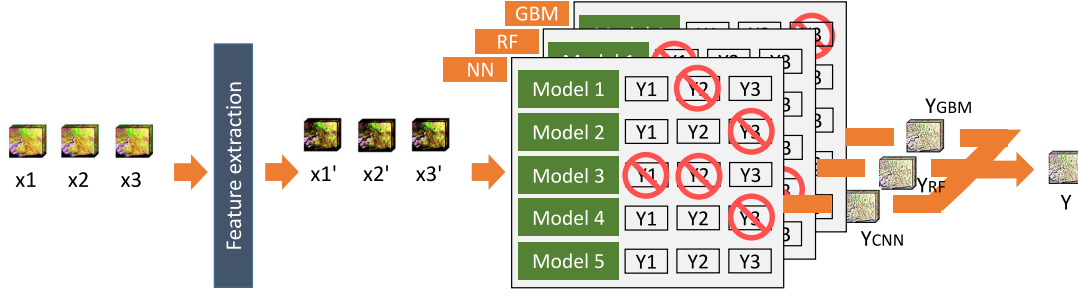 GBM
RF
NN
Y3
Y3
Model 1 Y1 Y2 Y3
Model 2 Y1 Y2 Y3
Model 3 Y1 Y2 Y3
Model 4 Y1 Y2 Y3
Model 5 Y1 Y2 Y3
x1 x2 x3
Feature extraction
x1' x2' x3'
YGBM
YRF
YCNN
Y